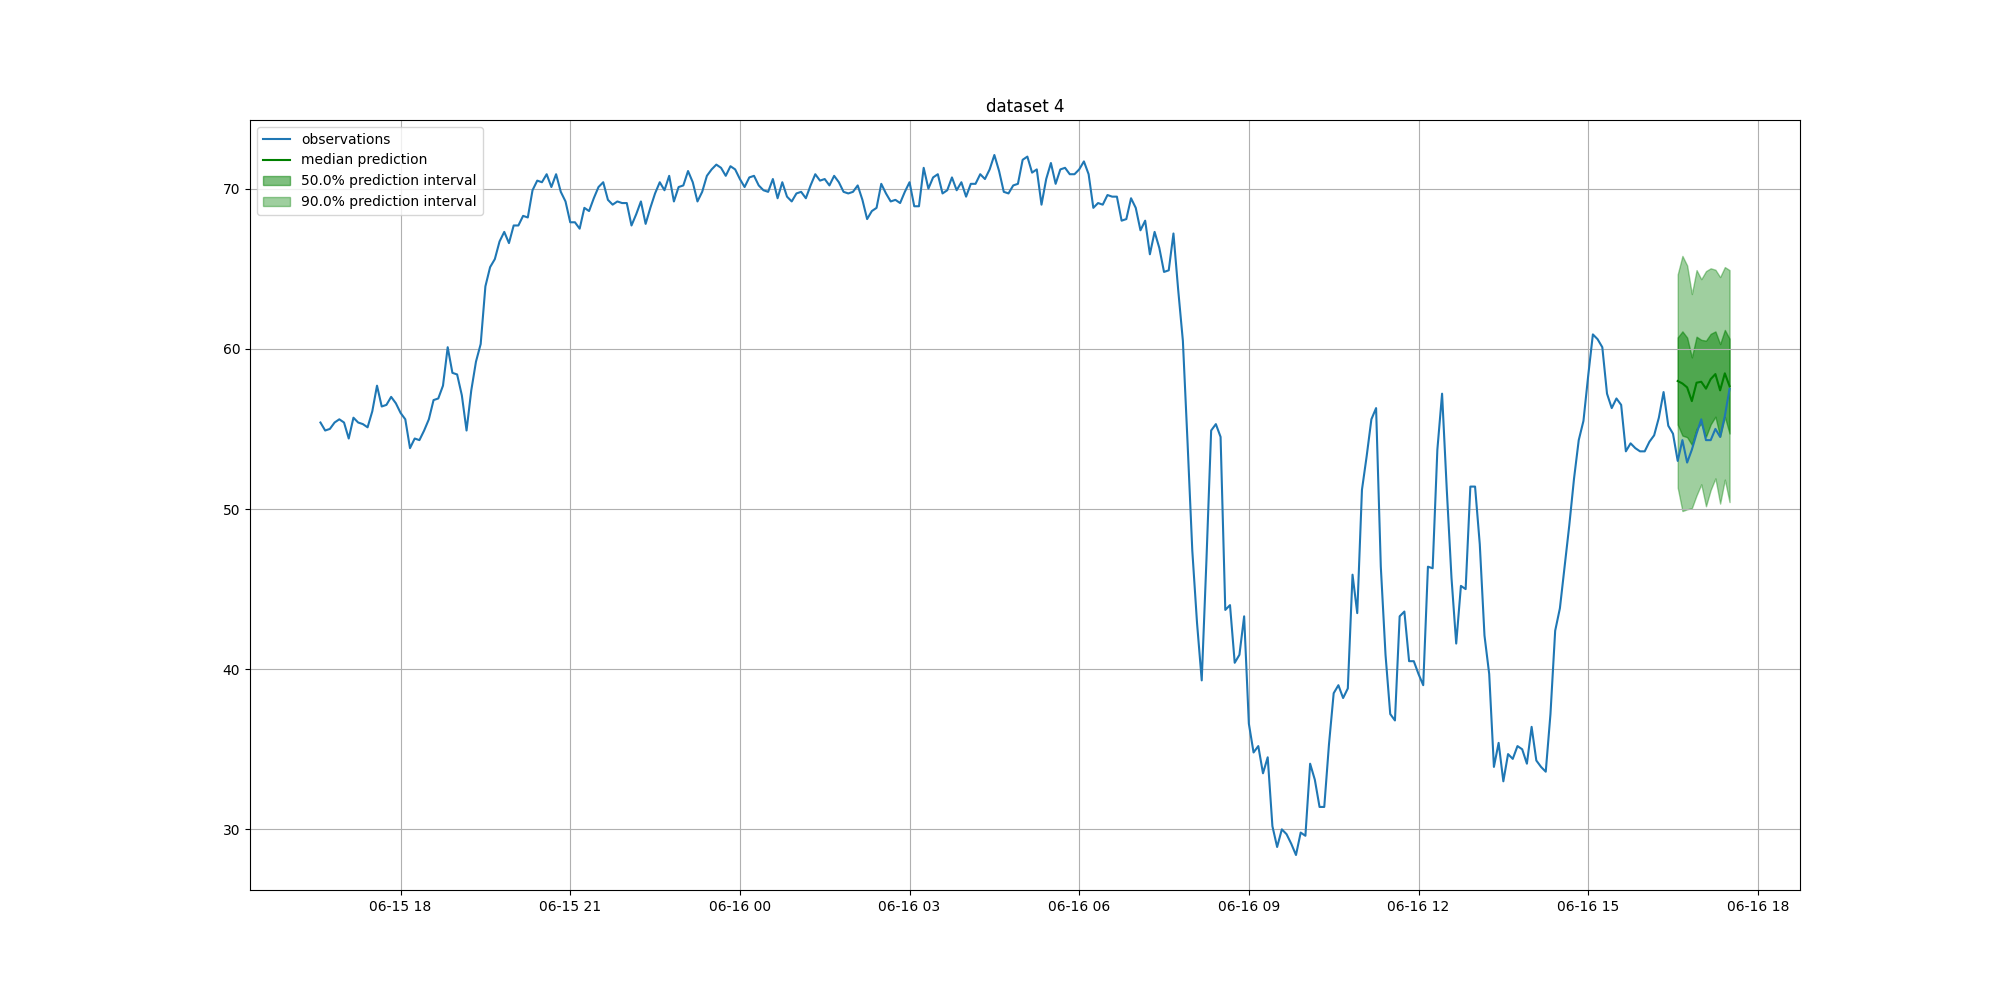 dataset 4
observations
median prediction
50.0% prediction interval
90.0% prediction interval
70
60
50
40
30
06-15 18
06-15 21
06-16 00
06-16 03
06-16 06
06-16 09
06-16 12
06-16 15
06-16 18